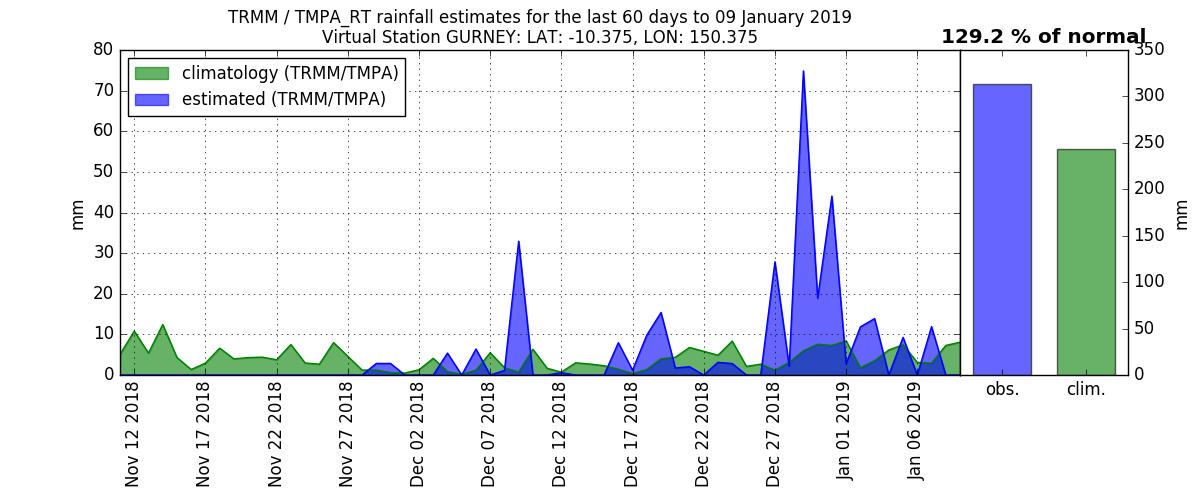 TRMM / TMPA_RT rainfall estimates for the last 60 days to 09 January 2019
Virtual Station GURNEY: LAT: -10.375, LON: 150.375
129.2 % of normal
climatology (TRMM/TMPA)
estimated (TRMM/TMPA)
80
70
60
50
40
30
20
10
0
mm
Nov 12 2018
Nov 17 2018
Nov 22 2018
Nov 27 2018
Dec 02 2018
Dec 07 2018
Dec 12 2018
Dec 17 2018
Dec 22 2018
Dec 27 2018
Jan 01 2019
Jan 06 2019
350
300
250
200
150
100
50
0
mm
obs.
clim.